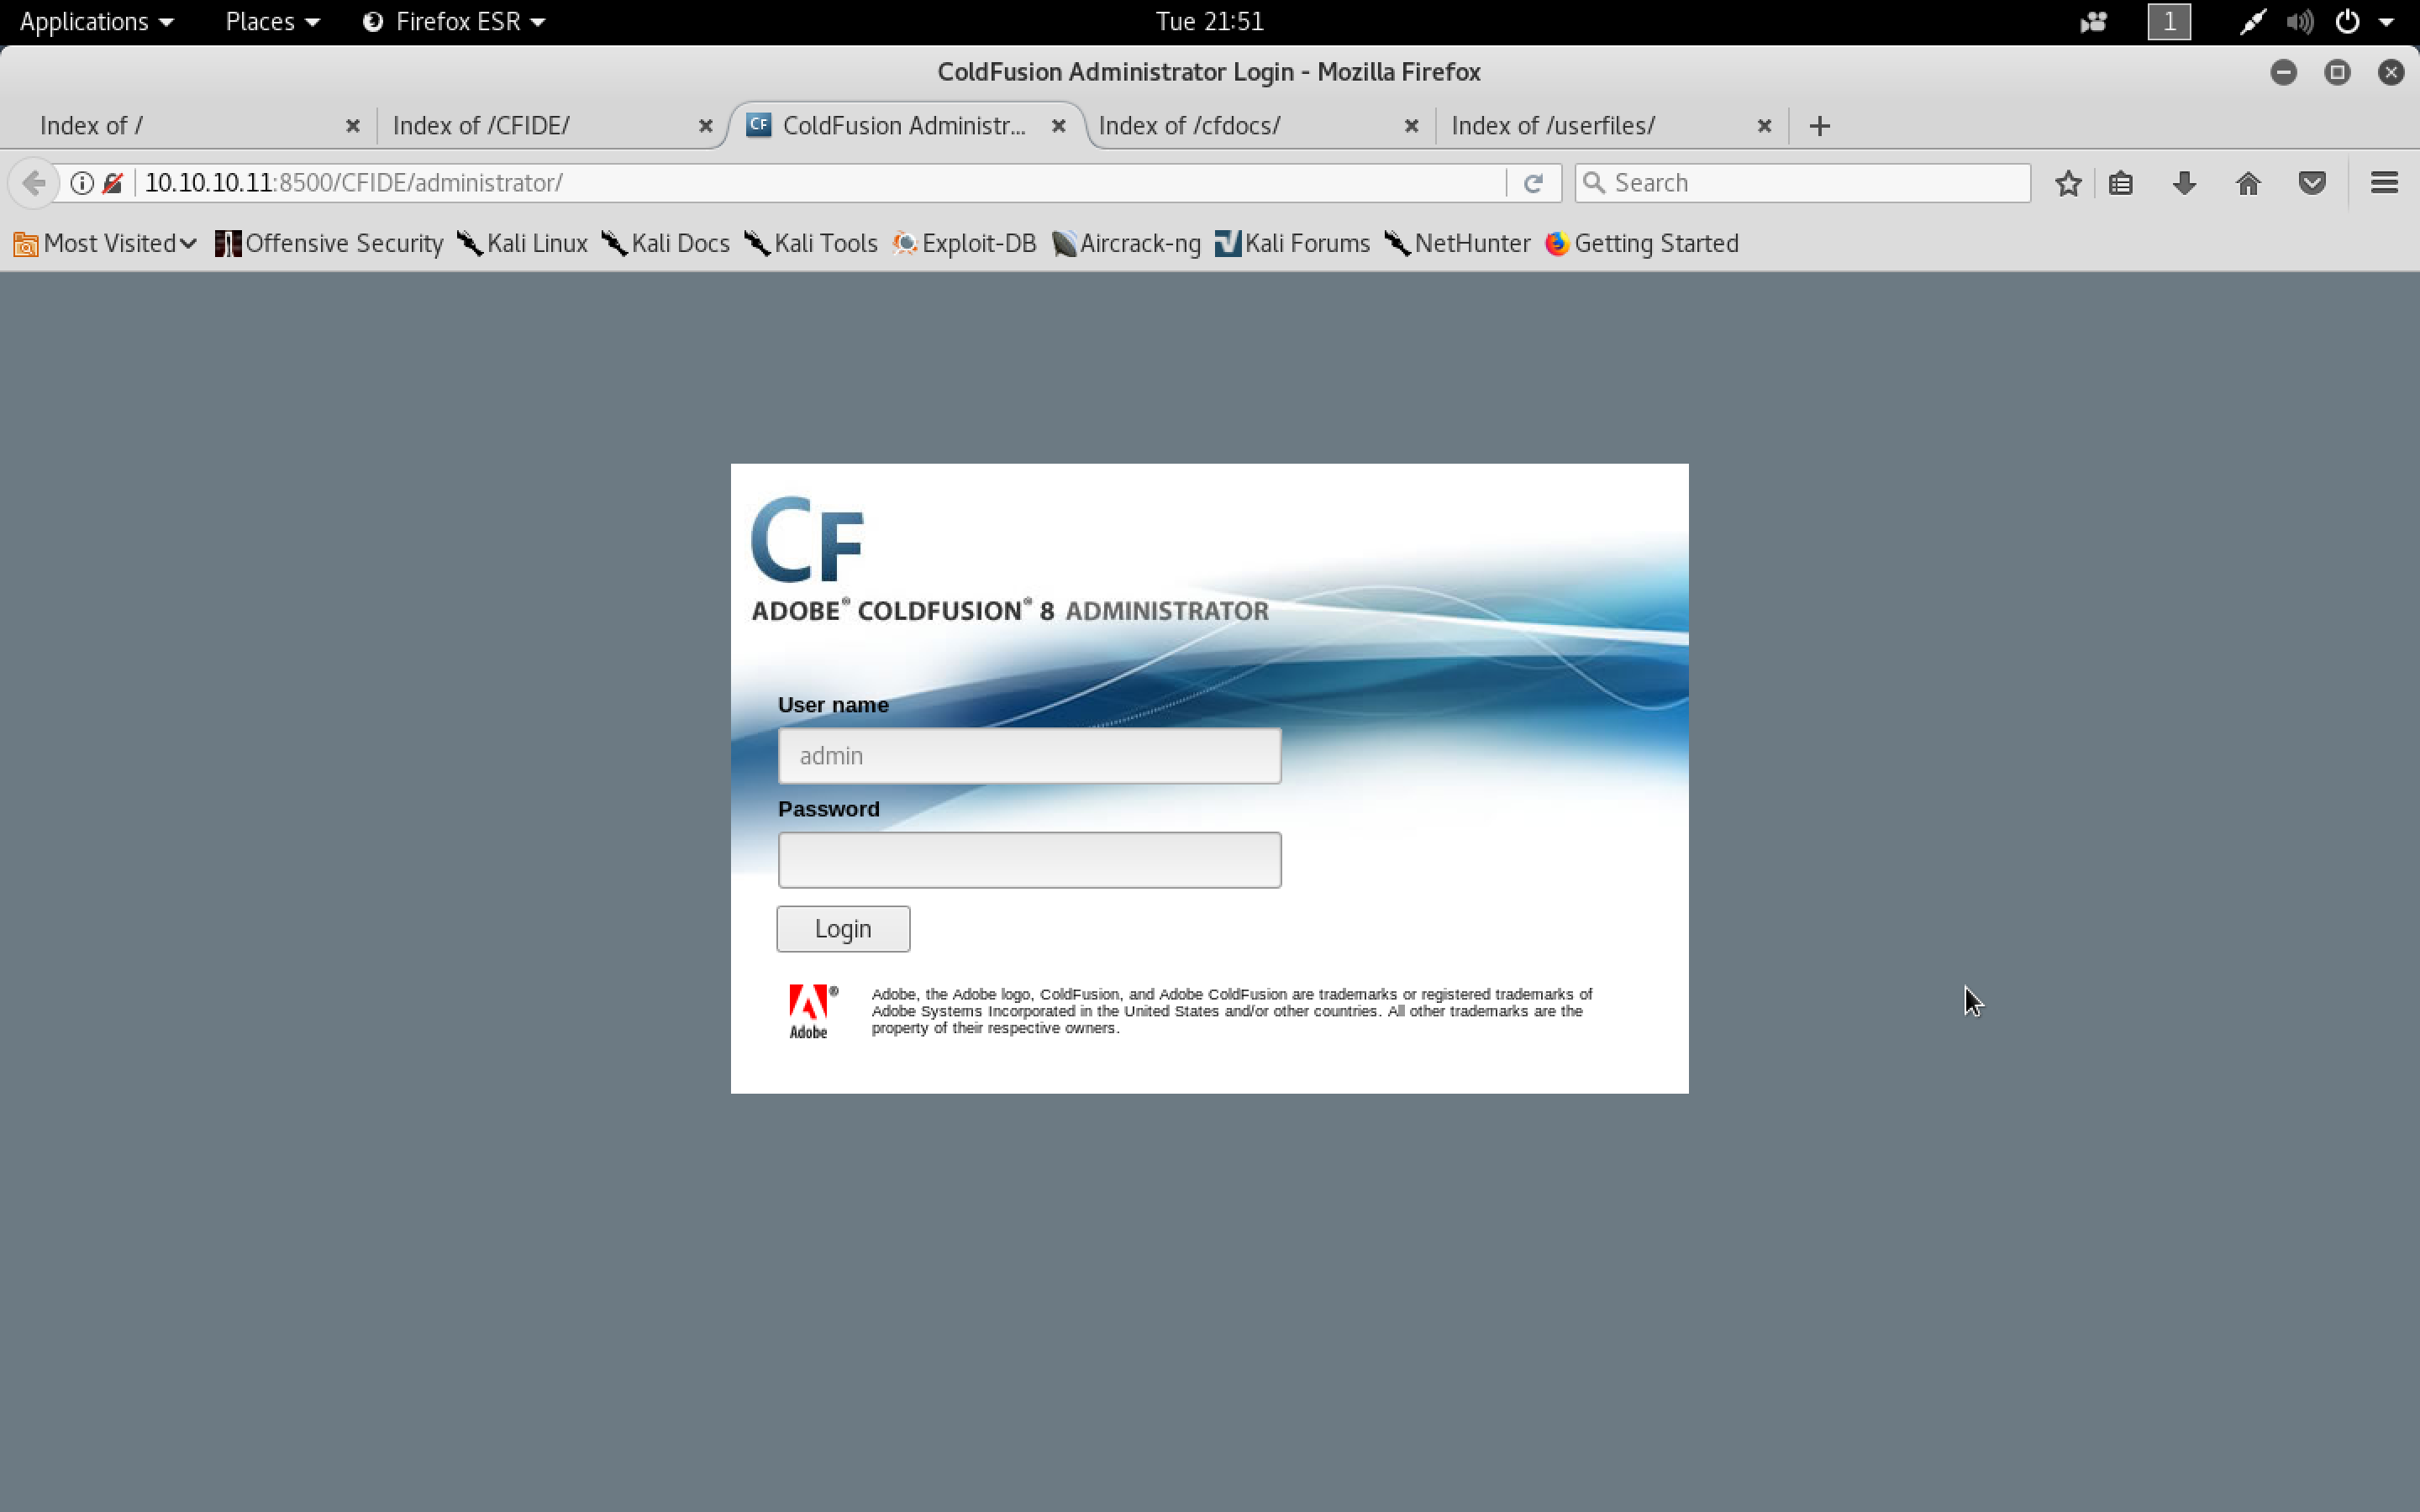 Applications Places Firefox ESR Tue 21:51 1
ColdFusion Administrator Login - Mozilla Firefox
Index of / Index of /CFIDE/ CF ColdFusion Administr... Index of /cfdocs/ Index of /userfiles/
10.10.10.11:8500/CFIDE/administrator/ Search
Most Visited Offensive Security Kali Linux Kali Docs Kali Tools Exploit-DB Aircrack-ng Kali Forums NetHunter Getting Started
CF
ADOBE® COLDFUSION® 8 ADMINISTRATOR
User name
admin
Password
Login
Adobe, the Adobe logo, ColdFusion, and Adobe ColdFusion are trademarks or registered trademarks of
Adobe Systems Incorporated in the United States and/or other countries. All other trademarks are the
property of their respective owners.
®
Adobe